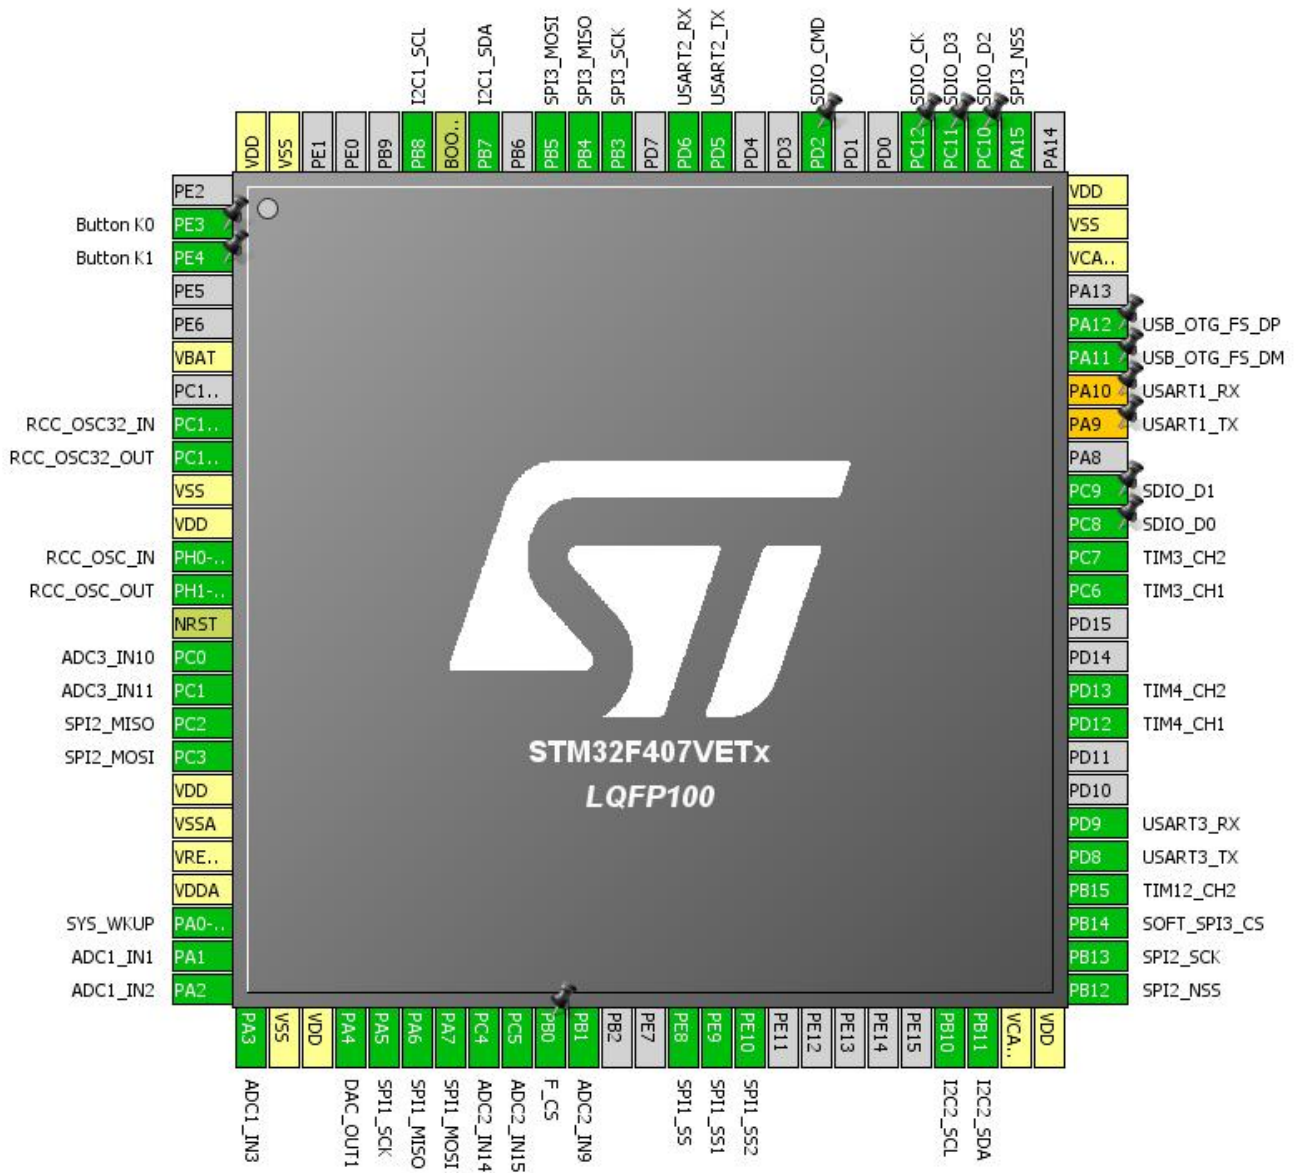 I2C1_SCL
I2C1_SDA
SPI3_MOSI
SPI3_MISO
SPI3_SCK
USART2_RX
USART2_TX
SDIO_CMD
SDIO_CK
SDIO_D3
SDIO_D2
SPI3_NSS
VDD
VSS
PE1
PE0
PB9
PB8
BOO..
PB7
PB6
PB5
PB4
PB3
PD7
PD6
PD5
PD4
PD3
PD2
PD1
PD0
PC12
PC11
PC10
PA15
PA14
PE2
Button K0 PE3
Button K1 PE4
PE5
PE6
VBAT
PC1..
RCC_OSC32_IN PC1..
RCC_OSC32_OUT PC1..
VSS
VDD
RCC_OSC_IN PH0-..
RCC_OSC_OUT PH1-..
NRST
ADC3_IN10 PC0
ADC3_IN11 PC1
SPI2_MISO PC2
SPI2_MOSI PC3
VDD
VSSA
VRE..
VDDA
SYS_WKUP PA0-..
ADC1_IN1 PA1
ADC1_IN2 PA2
STM32F407VETx
LQFP100
VDD
VSS
VCA..
PA13
PA12 USB_OTG_FS_DP
PA11 USB_OTG_FS_DM
PA10 USART1_RX
PA9 USART1_TX
PA8
PC9 SDIO_D1
PC8 SDIO_D0
PC7 TIM3_CH2
PC6 TIM3_CH1
PD15
PD14
PD13 TIM4_CH2
PD12 TIM4_CH1
PD11
PD10
PD9 USART3_RX
PD8 USART3_TX
PB15 TIM12_CH2
PB14 SOFT_SPI3_CS
PB13 SPI2_SCK
PB12 SPI2_NSS
PA3
VSS
VDD
PA4
PA5
PA6
PA7
PC4
PC5
PB0
PB1
PB2
PE7
PE8
PE9
PE10
PE11
PE12
PE13
PE14
PE15
PB10
PB11
VCA..
VDD
ADC1_IN3
DAC_OUT1
SPI1_SCK
SPI1_MISO
SPI1_MOSI
ADC2_IN14
ADC2_IN15
F_CS
ADC2_IN9
SPI1_SS
SPI1_SS1
SPI1_SS2
I2C2_SCL
I2C2_SDA